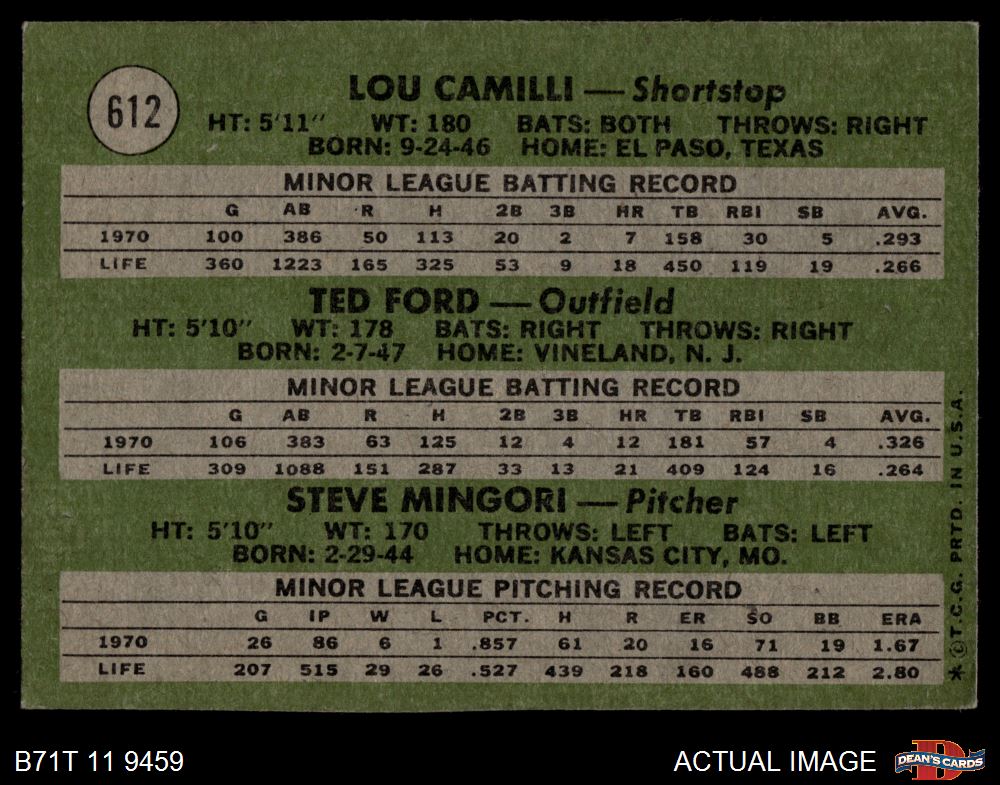 612
LOU CAMILLI — Shortstop
HT: 5'11" WT: 180 BATS: BOTH THROWS: RIGHT
BORN: 9-24-46 HOME: EL PASO, TEXAS
MINOR LEAGUE BATTING RECORD
G AB R H 2B 3B HR TB RBI SB AVG.
1970 100 386 50 113 20 2 7 158 30 5 .293
LIFE 360 1223 165 325 53 9 18 450 119 19 .266
TED FORD — Outfield
HT: 5'10" WT: 178 BATS: RIGHT THROWS: RIGHT
BORN: 2-7-47 HOME: VINELAND, N. J.
MINOR LEAGUE BATTING RECORD
G AB R H 2B 3B HR TB RBI SB AVG.
1970 106 383 63 125 12 4 12 181 57 4 .326
LIFE 309 1088 151 287 33 13 21 409 124 16 .264
STEVE MINGORI — Pitcher
HT: 5'10" WT: 170 THROWS: LEFT BATS: LEFT
BORN: 2-29-44 HOME: KANSAS CITY, MO.
MINOR LEAGUE PITCHING RECORD
G IP W L PCT. H R ER SO BB ERA
1970 26 86 6 1 .857 61 20 16 71 19 1.67
LIFE 207 515 29 26 .527 439 218 160 488 212 2.80
* © T.C.G. PRTD. IN U.S.A.
B71T 11 9459 ACTUAL IMAGE
D DEAN'S CARDS